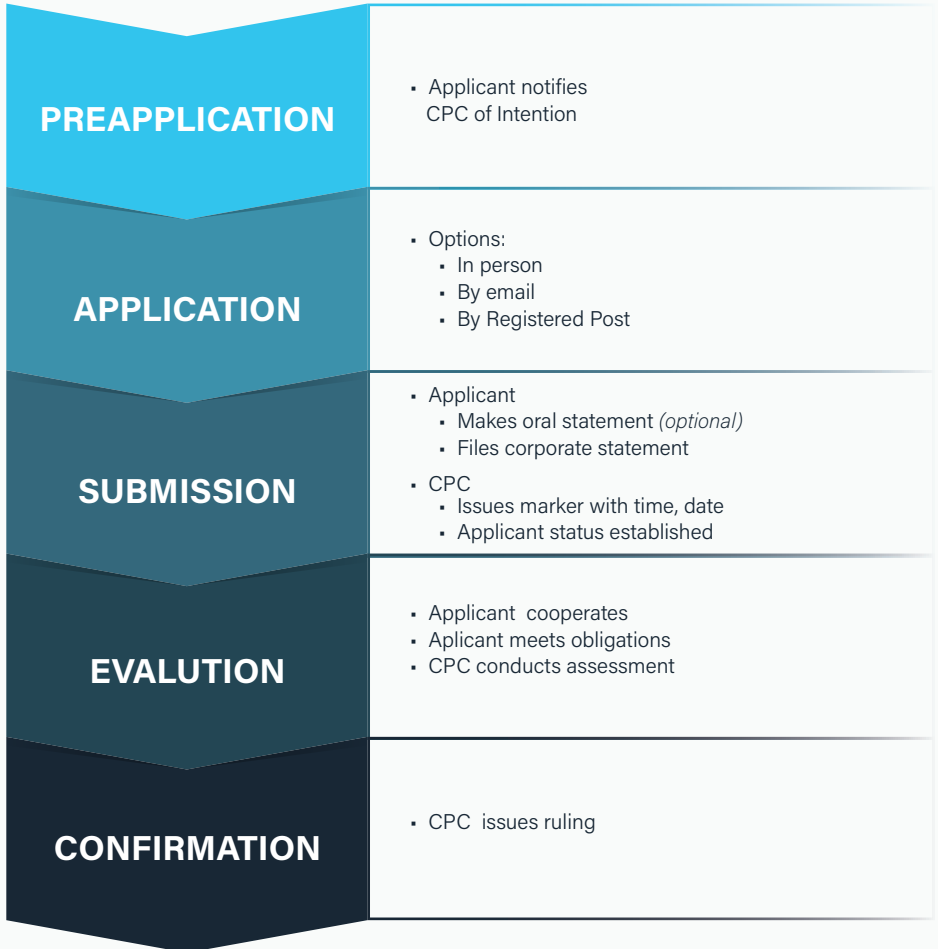 PREAPPLICATION
▪ Applicant notifies
CPC of Intention
APPLICATION
▪ Options:
▪ In person
▪ By email
▪ By Registered Post
SUBMISSION
▪ Applicant
▪ Makes oral statement (optional)
▪ Files corporate statement
▪ CPC
▪ Issues marker with time, date
▪ Applicant status established
EVALUTION
▪ Applicant  cooperates
▪ Aplicant meets obligations
▪ CPC conducts assessment
CONFIRMATION
▪ CPC  issues ruling